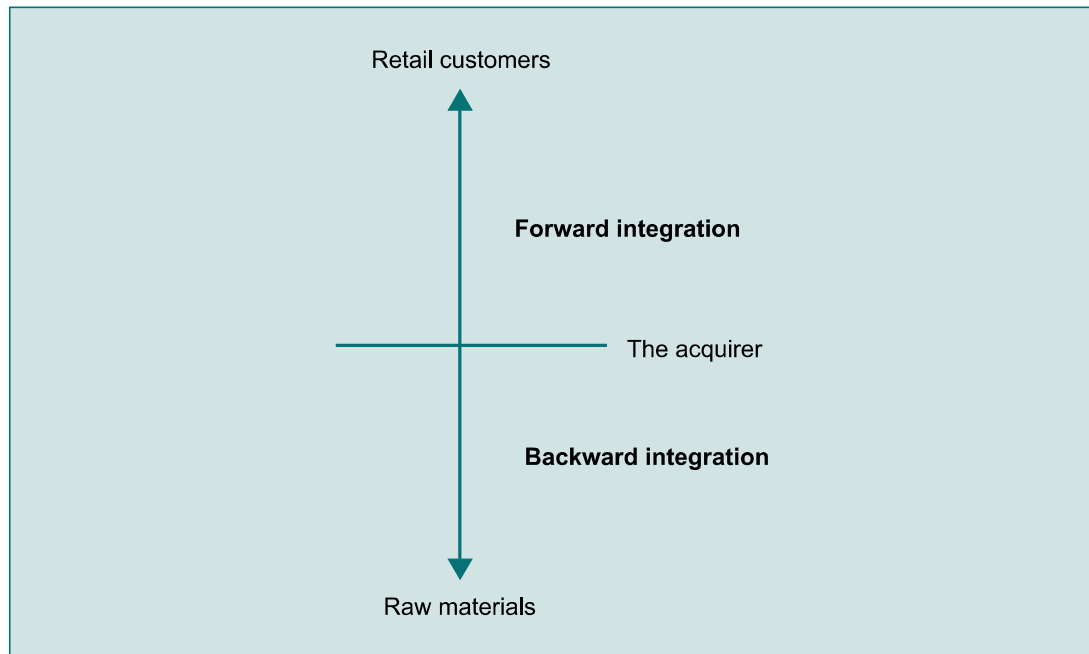 Retail customers
Forward integration
The acquirer
Backward integration
Raw materials